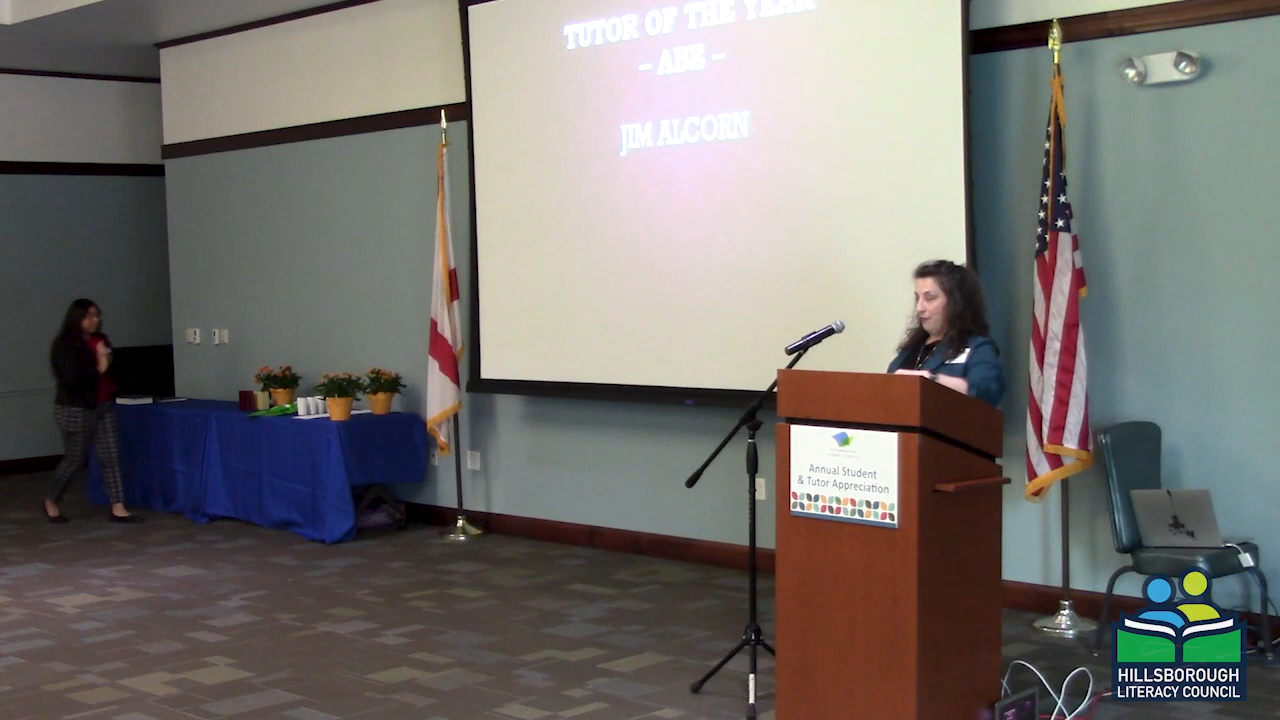 TUTOR OF THE YEAR
– ABE –
JIM ALCORN
Annual Student
& Tutor Appreciation
HILLSBOROUGH
LITERACY COUNCIL